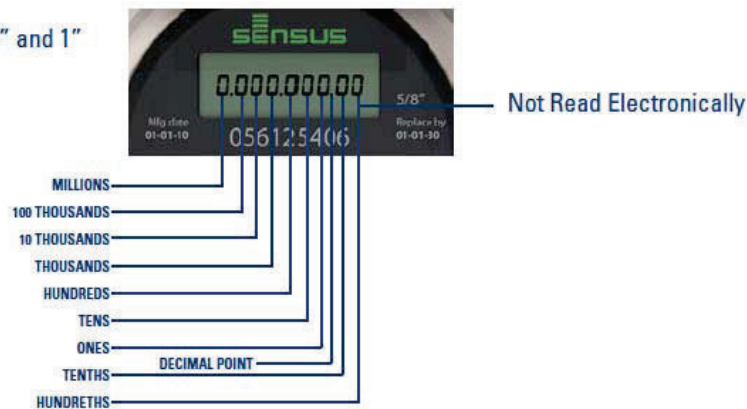 ” and 1”
sensus
0.000.000.00
5/8”
Not Read Electronically
Mfg date
01-01-10
056125406
Replace by
01-01-30
MILLIONS
100 THOUSANDS
10 THOUSANDS
THOUSANDS
HUNDREDS
TENS
ONES
DECIMAL POINT
TENTHS
HUNDRETHS